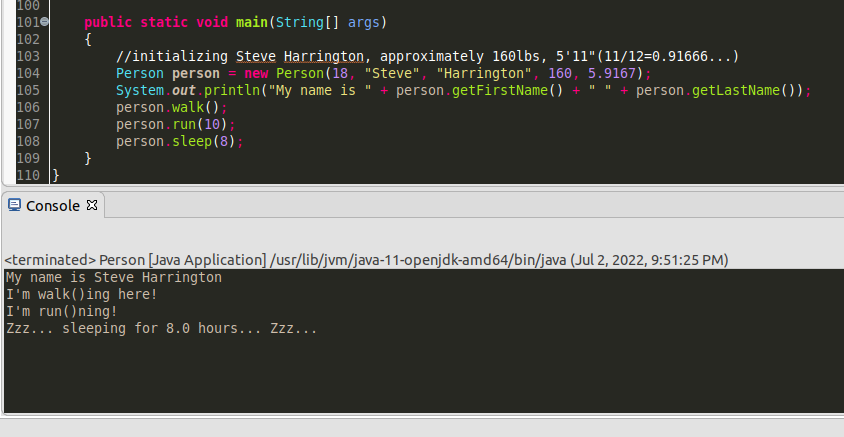 100
101 public static void main(String[] args)
102 {
103 //initializing Steve Harrington, approximately 160lbs, 5'11"(11/12=0.91666...)
104 Person person = new Person(18, "Steve", "Harrington", 160, 5.9167);
105 System.out.println("My name is " + person.getFirstName() + " " + person.getLastName());
106 person.walk();
107 person.run(10);
108 person.sleep(8);
109 }
110 }
Console
<terminated> Person [Java Application] /usr/lib/jvm/java-11-openjdk-amd64/bin/java (Jul 2, 2022, 9:51:25 PM)
My name is Steve Harrington
I'm walk()ing here!
I'm run()ning!
Zzz... sleeping for 8.0 hours... Zzz...